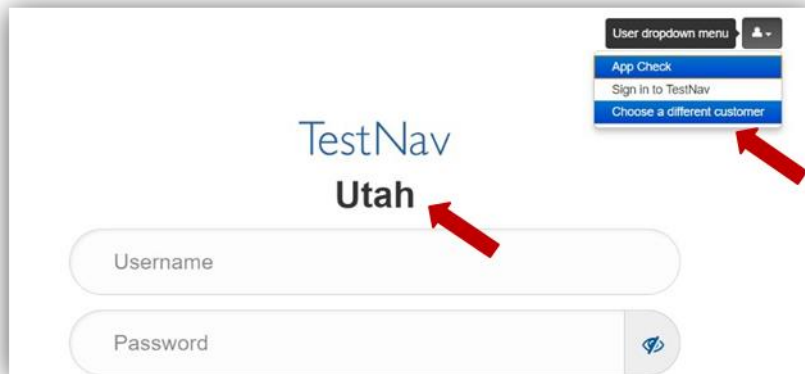 User dropdown menu
App Check
Sign in to TestNav
Choose a different customer
TestNav
Utah
Username
Password